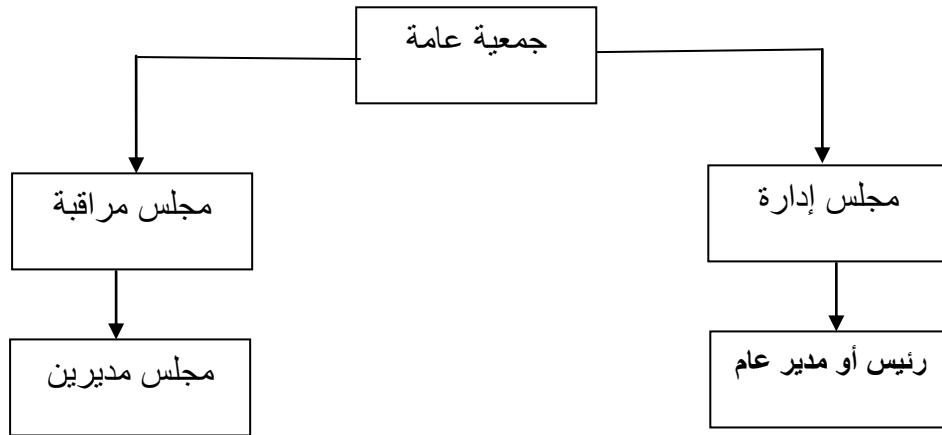 جمعية عامة
مجلس إدارة
مجلس مراقبة
رئيس أو مدير عام
مجلس مديرين